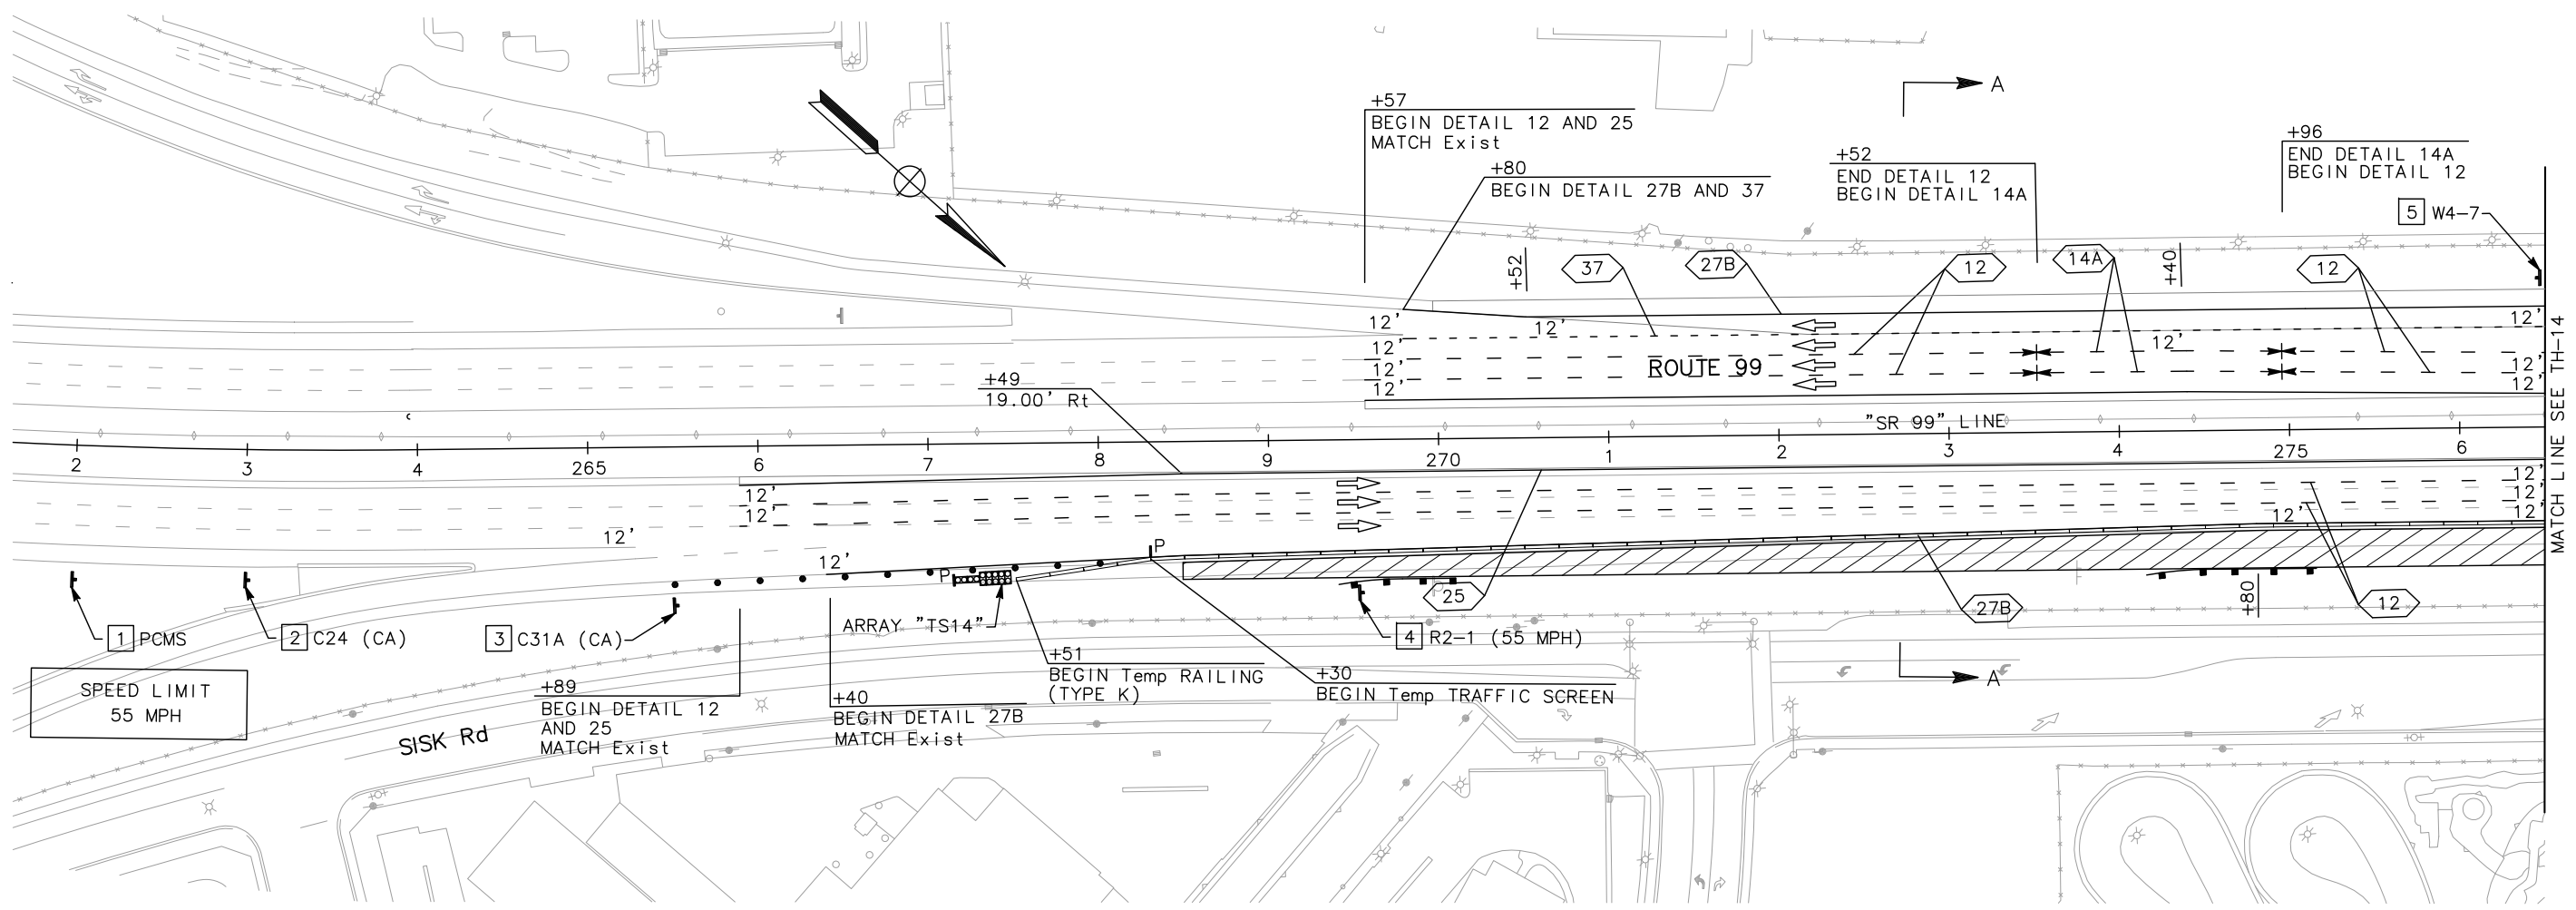 A
+57
BEGIN DETAIL 12 AND 25
MATCH Exist
+80
BEGIN DETAIL 27B AND 37
+52
END DETAIL 12
BEGIN DETAIL 14A
+96
END DETAIL 14A
BEGIN DETAIL 12
5 W4-7
+52
37
27B
12
14A
+40
12
12'
12'
12'
12'
12'
12'
12'
12'
12'
12'
ROUTE 99
+49
19.00' Rt
"SR 99" LINE
2
3
4
265
6
7
8
9
270
1
2
3
4
275
6
MATCH LINE SEE TH-14
12'
12'
12'
12'
12'
12'
12'
12'
P
P
1 PCMS
2 C24 (CA)
3 C31A (CA)
ARRAY "TS14"
4 R2-1 (55 MPH)
25
27B
+80
12
SPEED LIMIT
55 MPH
SISK Rd
+89
BEGIN DETAIL 12
AND 25
MATCH Exist
+40
BEGIN DETAIL 27B
MATCH Exist
+51
BEGIN Temp RAILING
(TYPE K)
+30
BEGIN Temp TRAFFIC SCREEN
A